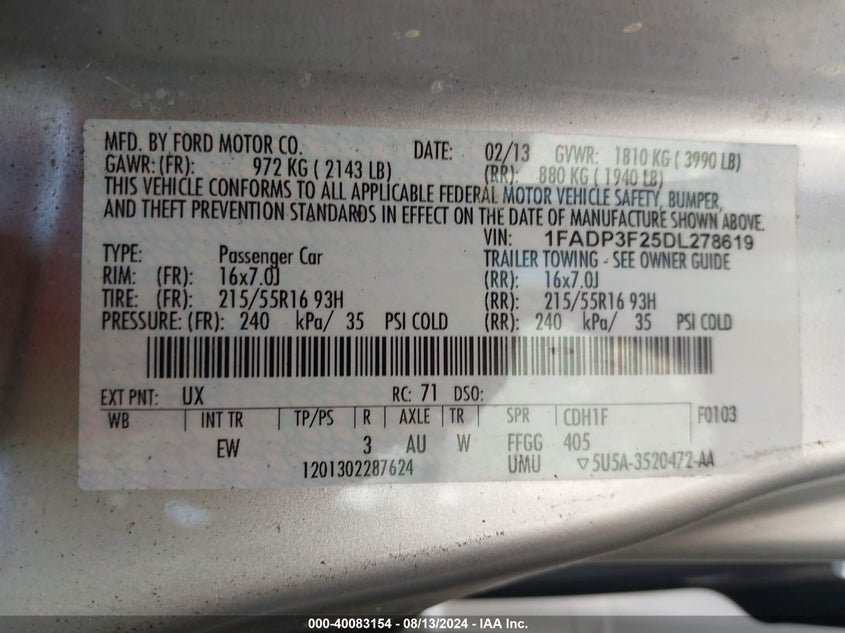 MFD. BY FORD MOTOR CO. DATE: 02/13 GVWR: 1810 KG ( 3990 LB)
GAWR: (FR): 972 KG ( 2143 LB) (RR): 880 KG ( 1940 LB)
THIS VEHICLE CONFORMS TO ALL APPLICABLE FEDERAL MOTOR VEHICLE SAFETY, BUMPER,
AND THEFT PREVENTION STANDARDS IN EFFECT ON THE DATE OF MANUFACTURE SHOWN ABOVE.
VIN: 1FADP3F25DL278619
TYPE: Passenger Car TRAILER TOWING - SEE OWNER GUIDE
RIM: (FR): 16x7.0J (RR): 16x7.0J
TIRE: (FR): 215/55R16 93H (RR): 215/55R16 93H
PRESSURE: (FR): 240 kPa/ 35 PSI COLD (RR): 240 kPa/ 35 PSI COLD
EXT PNT: UX RC: 71 DSO:
WB INT TR TP/PS R AXLE TR SPR CDH1F F0103
EW 3 AU W FFGG 405
1201302287624 UMU ▽5U5A-3520472-AA
000-40083154 - 08/13/2024 - IAA Inc.